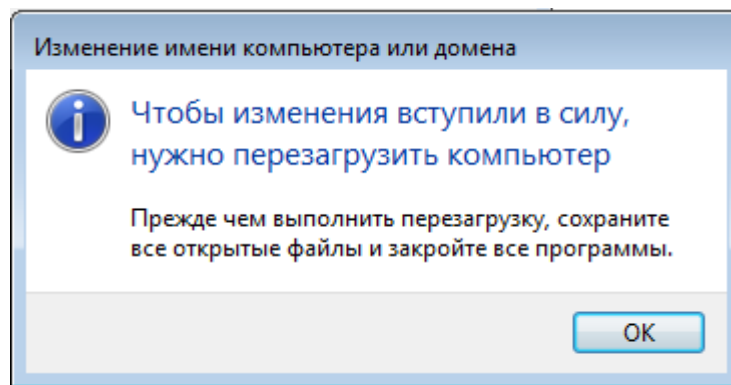 Изменение имени компьютера или домена
Чтобы изменения вступили в силу,
нужно перезагрузить компьютер
Прежде чем выполнить перезагрузку, сохраните
все открытые файлы и закройте все программы.
ОК